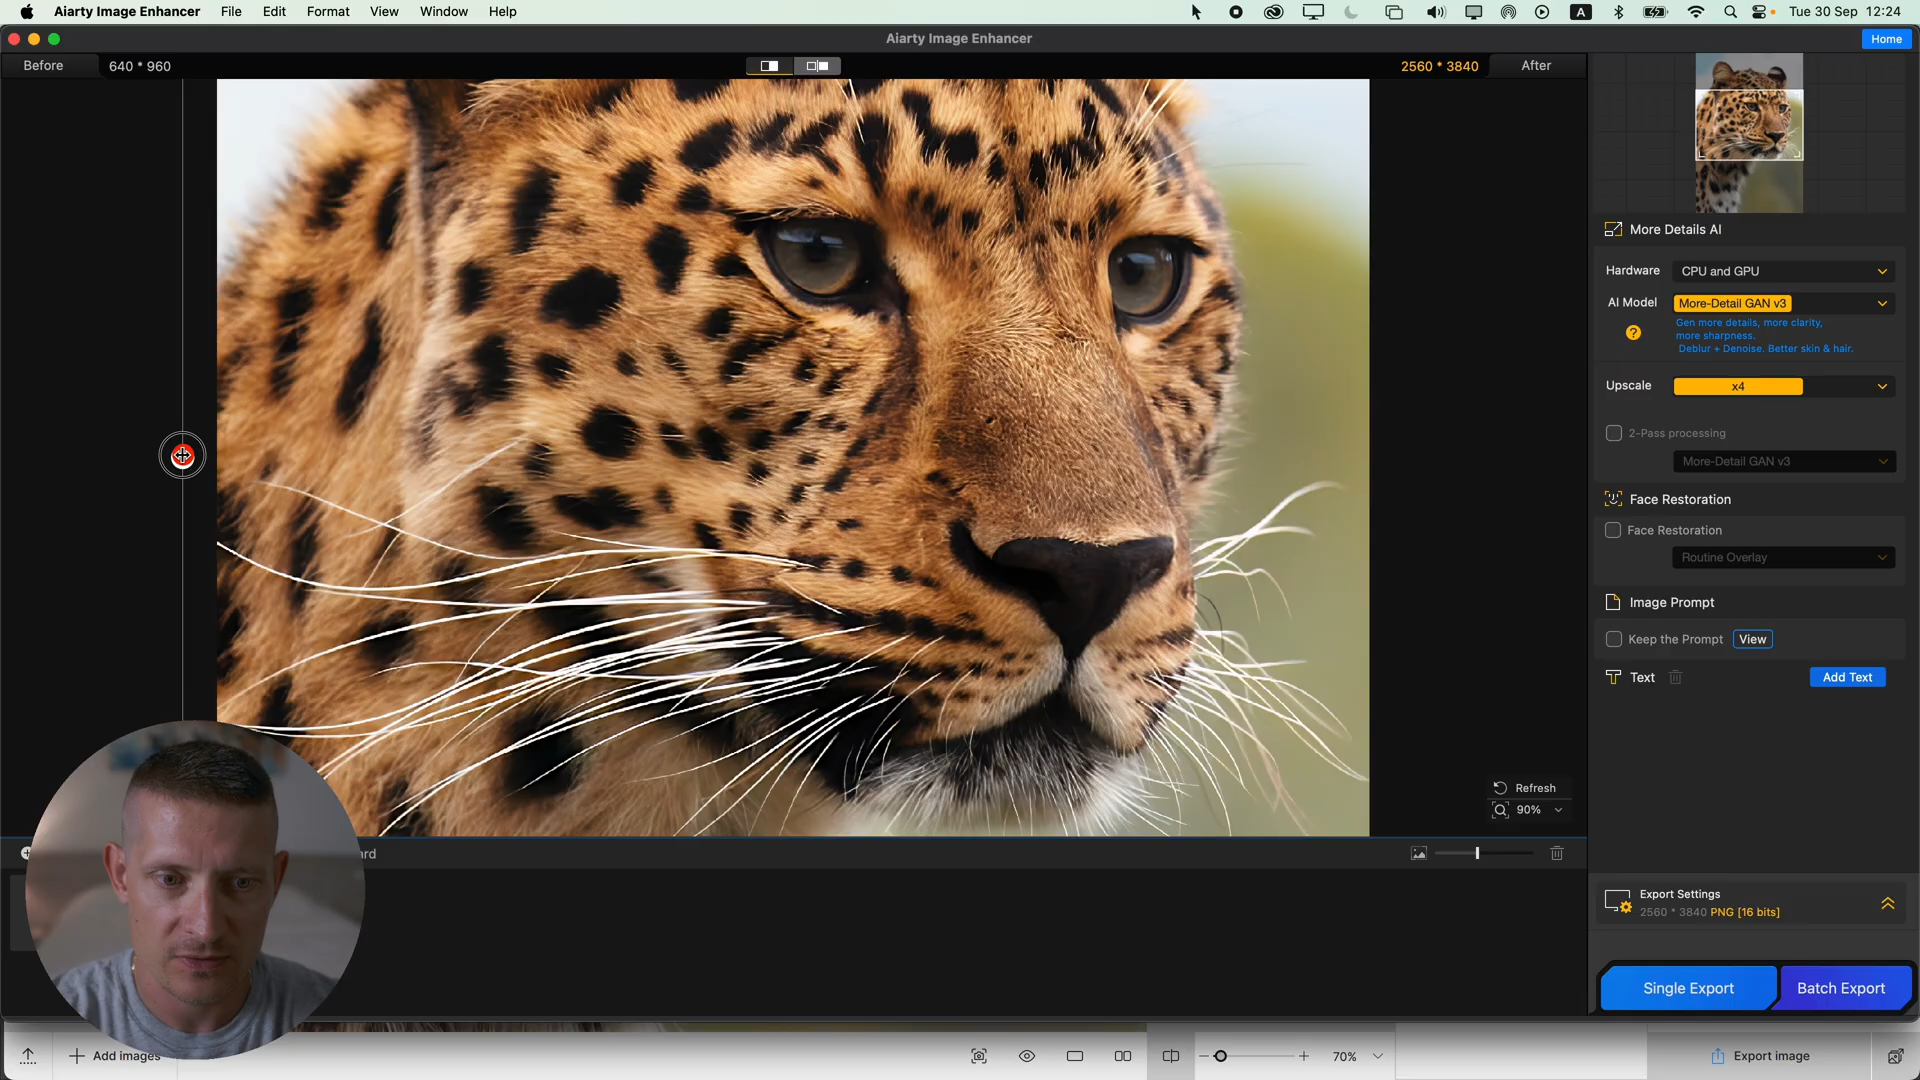 Aiarty Image Enhancer File Edit Format View Window Help A Tue 30 Sep 12:24
Aiarty Image Enhancer
Home
Before 640 * 960 2560 * 3840 After
More Details AI
Hardware CPU and GPU
AI Model More-Detail GAN v3
Gen more details, more clarity,
more sharpness.
Deblur + Denoise. Better skin & hair.
Upscale x4
2-Pass processing
More-Detail GAN v3
Face Restoration
Face Restoration
Routine Overlay
Image Prompt
Keep the Prompt View
Text Add Text
Refresh
90%
Export Settings
2560 * 3840 PNG [16 bits]
Single Export Batch Export
Add images 70% Export image